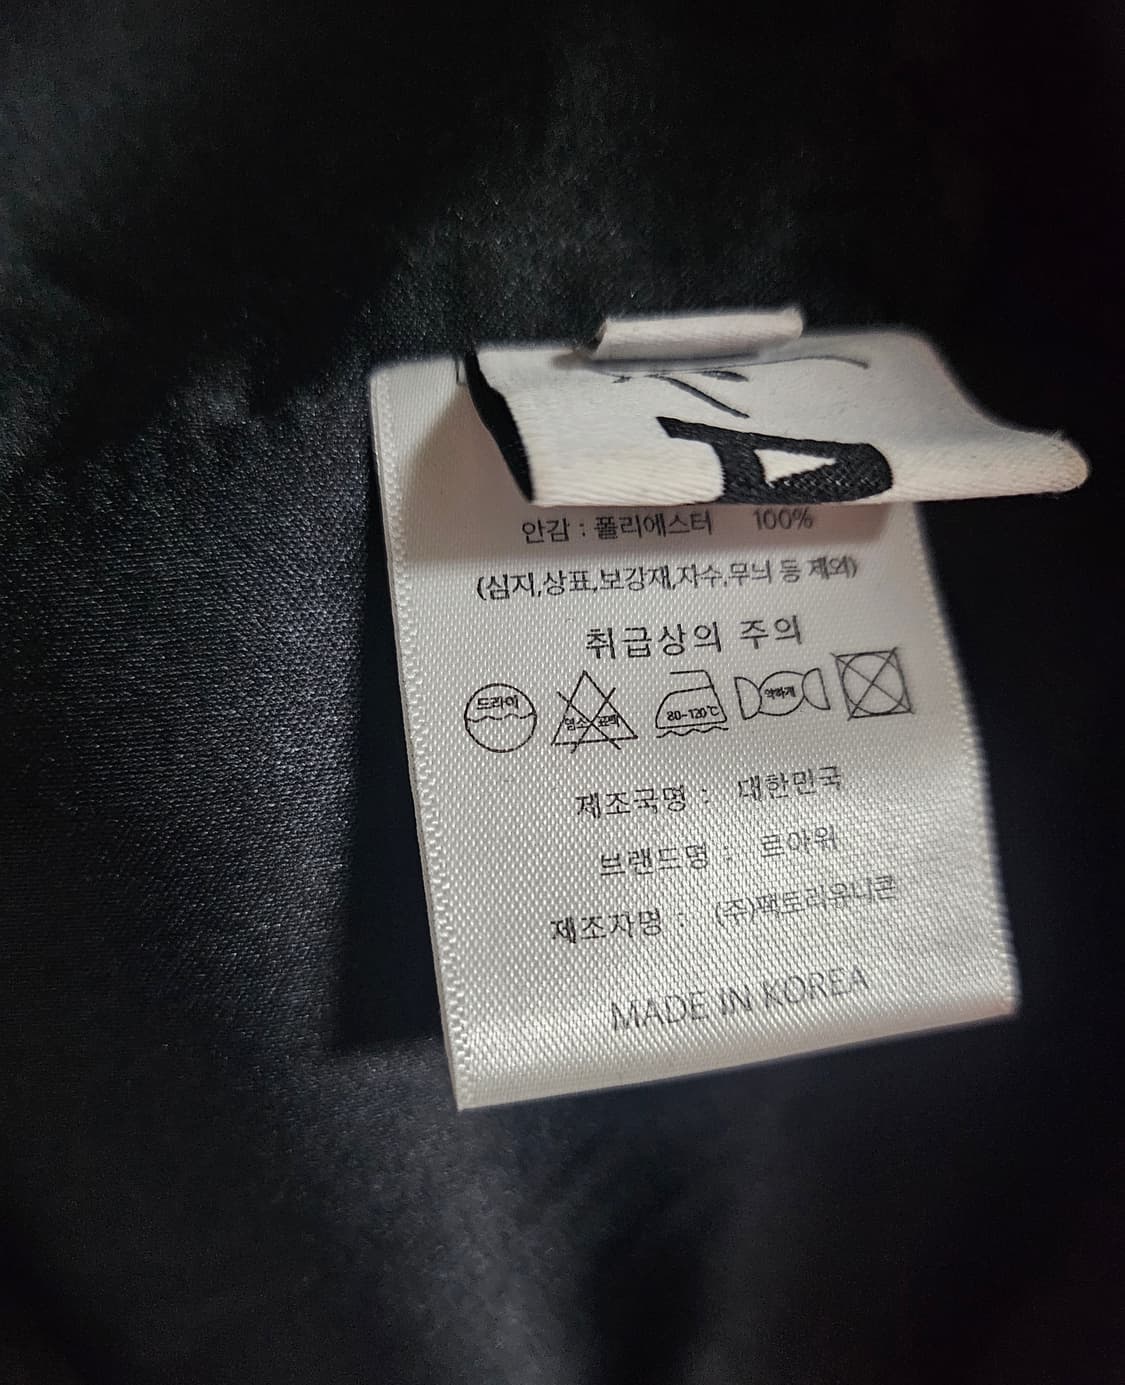 안감 : 폴리에스터 100%
(심지,상표,보강재,자수,무늬 등 제외)
취급상의 주의
드라이 염소 표백 80~120℃ 약하게
제조국명 : 대한민국
브랜드명 : 르아위
제조자명 : (주)팩토리유니콘
MADE IN KOREA